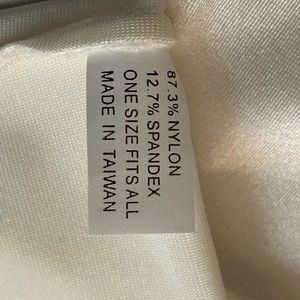 87.3% NYLON
12.7% SPANDEX
ONE SIZE FITS ALL
MADE IN TAIWAN